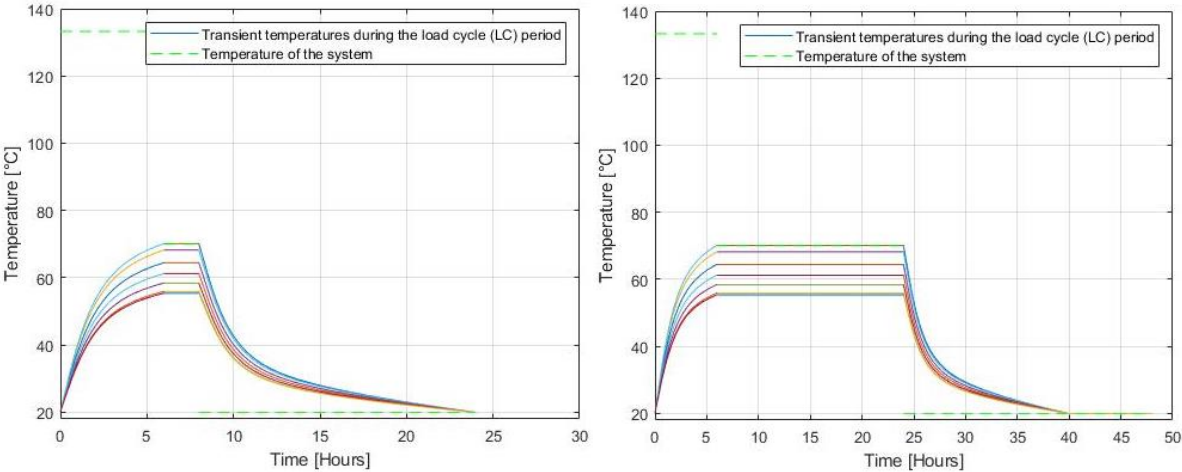 140
120
100
80
60
40
20
Temperature [°C]
Transient temperatures during the load cycle (LC) period
Temperature of the system
0 5 10 15 20 25 30
Time [Hours]
140
120
100
80
60
40
20
Temperature [°C]
Transient temperatures during the load cycle (LC) period
Temperature of the system
0 5 10 15 20 25 30 35 40 45 50
Time [Hours]